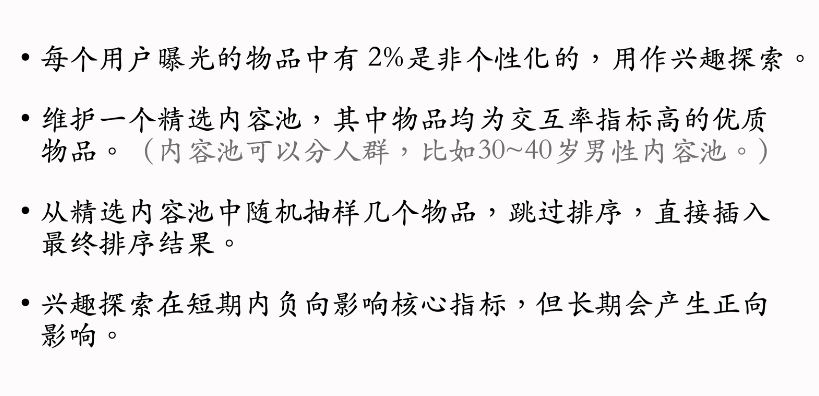 • 每个用户曝光的物品中有 2%是非个性化的，用作兴趣探索。
• 维护一个精选内容池，其中物品均为交互率指标高的优质
物品。（内容池可以分人群，比如30~40岁男性内容池。）
• 从精选内容池中随机抽样几个物品，跳过排序，直接插入
最终排序结果。
• 兴趣探索在短期内负向影响核心指标，但长期会产生正向
影响。